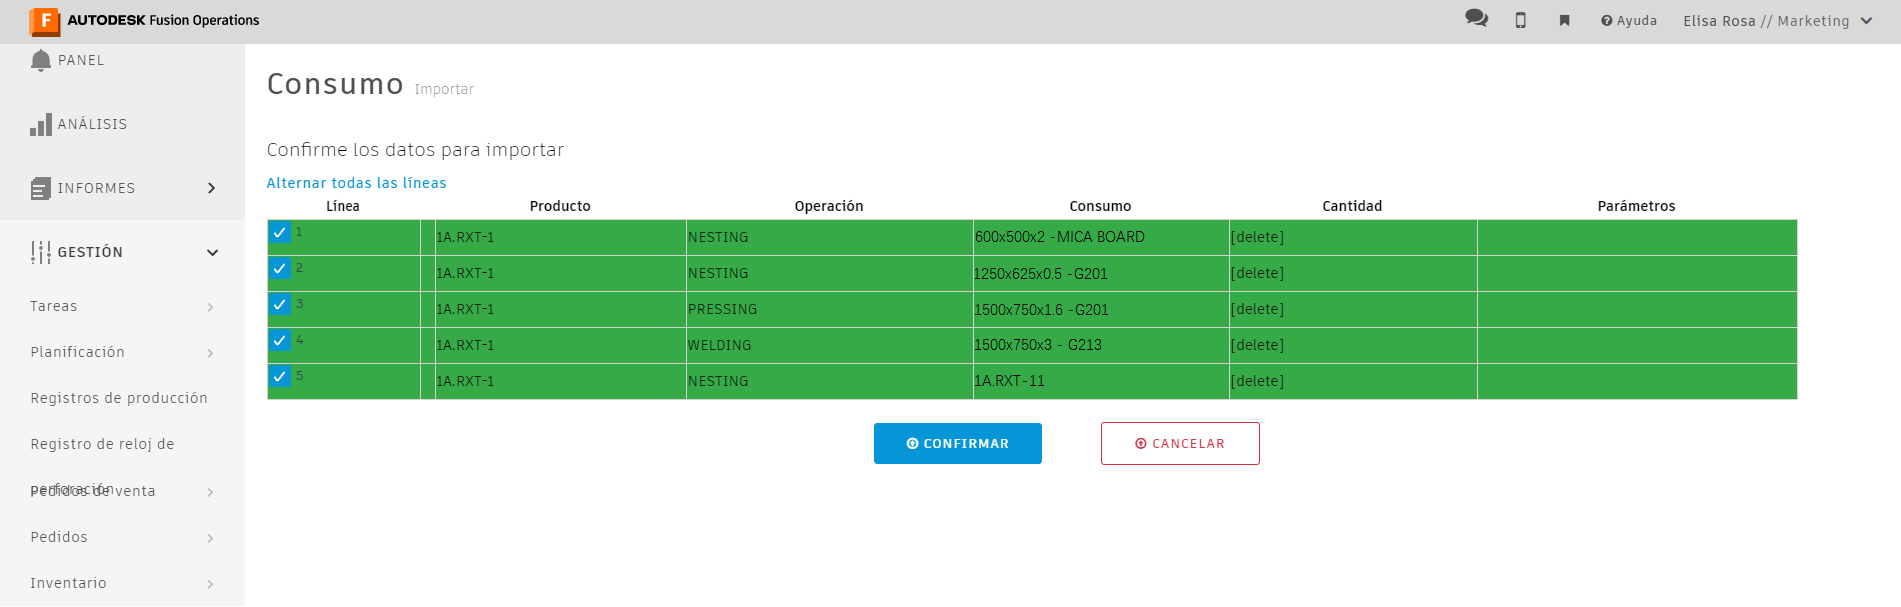 AUTODESK Fusion Operations
Ayuda
Elisa Rosa // Marketing
PANEL
ANÁLISIS
INFORMES
GESTIÓN
Tareas
Planificación
Registros de producción
Registro de reloj de
perforación
Pedidos de venta
Pedidos
Inventario
Consumo Importar
Confirme los datos para importar
Alternar todas las líneas
Línea Producto Operación Consumo Cantidad Parámetros
1 1A.RXT-1 NESTING 600x500x2 -MICA BOARD [delete]
2 1A.RXT-1 NESTING 1250x625x0.5 -G201 [delete]
3 1A.RXT-1 PRESSING 1500x750x1.6 -G201 [delete]
4 1A.RXT-1 WELDING 1500x750x3 - G213 [delete]
5 1A.RXT-1 NESTING 1A.RXT-11 [delete]
CONFIRMAR CANCELAR